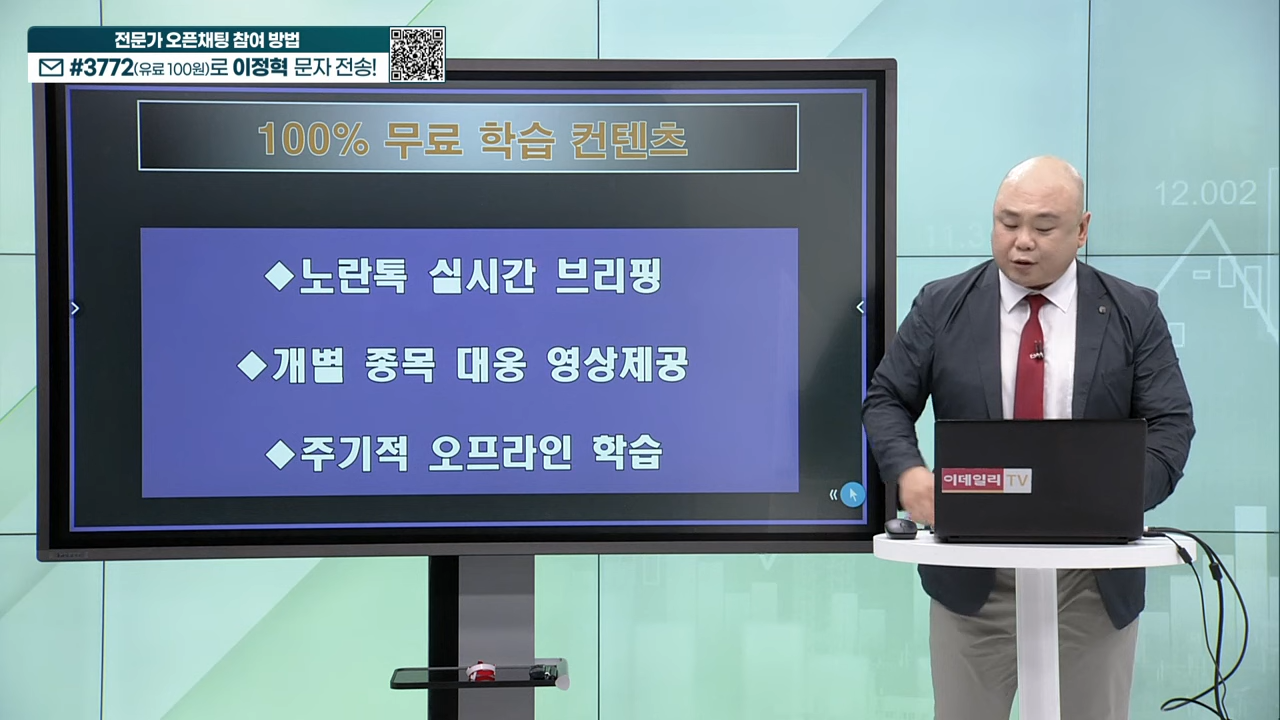 전문가 오픈채팅 참여 방법
#3772(유료 100원)로 이정혁 문자 전송!
100% 무료 학습 컨텐츠
◆노란톡 실시간 브리핑
◆개별 종목 대웅 영상제공
◆주기적 오프라인 학습
12.002
이데일리 TV